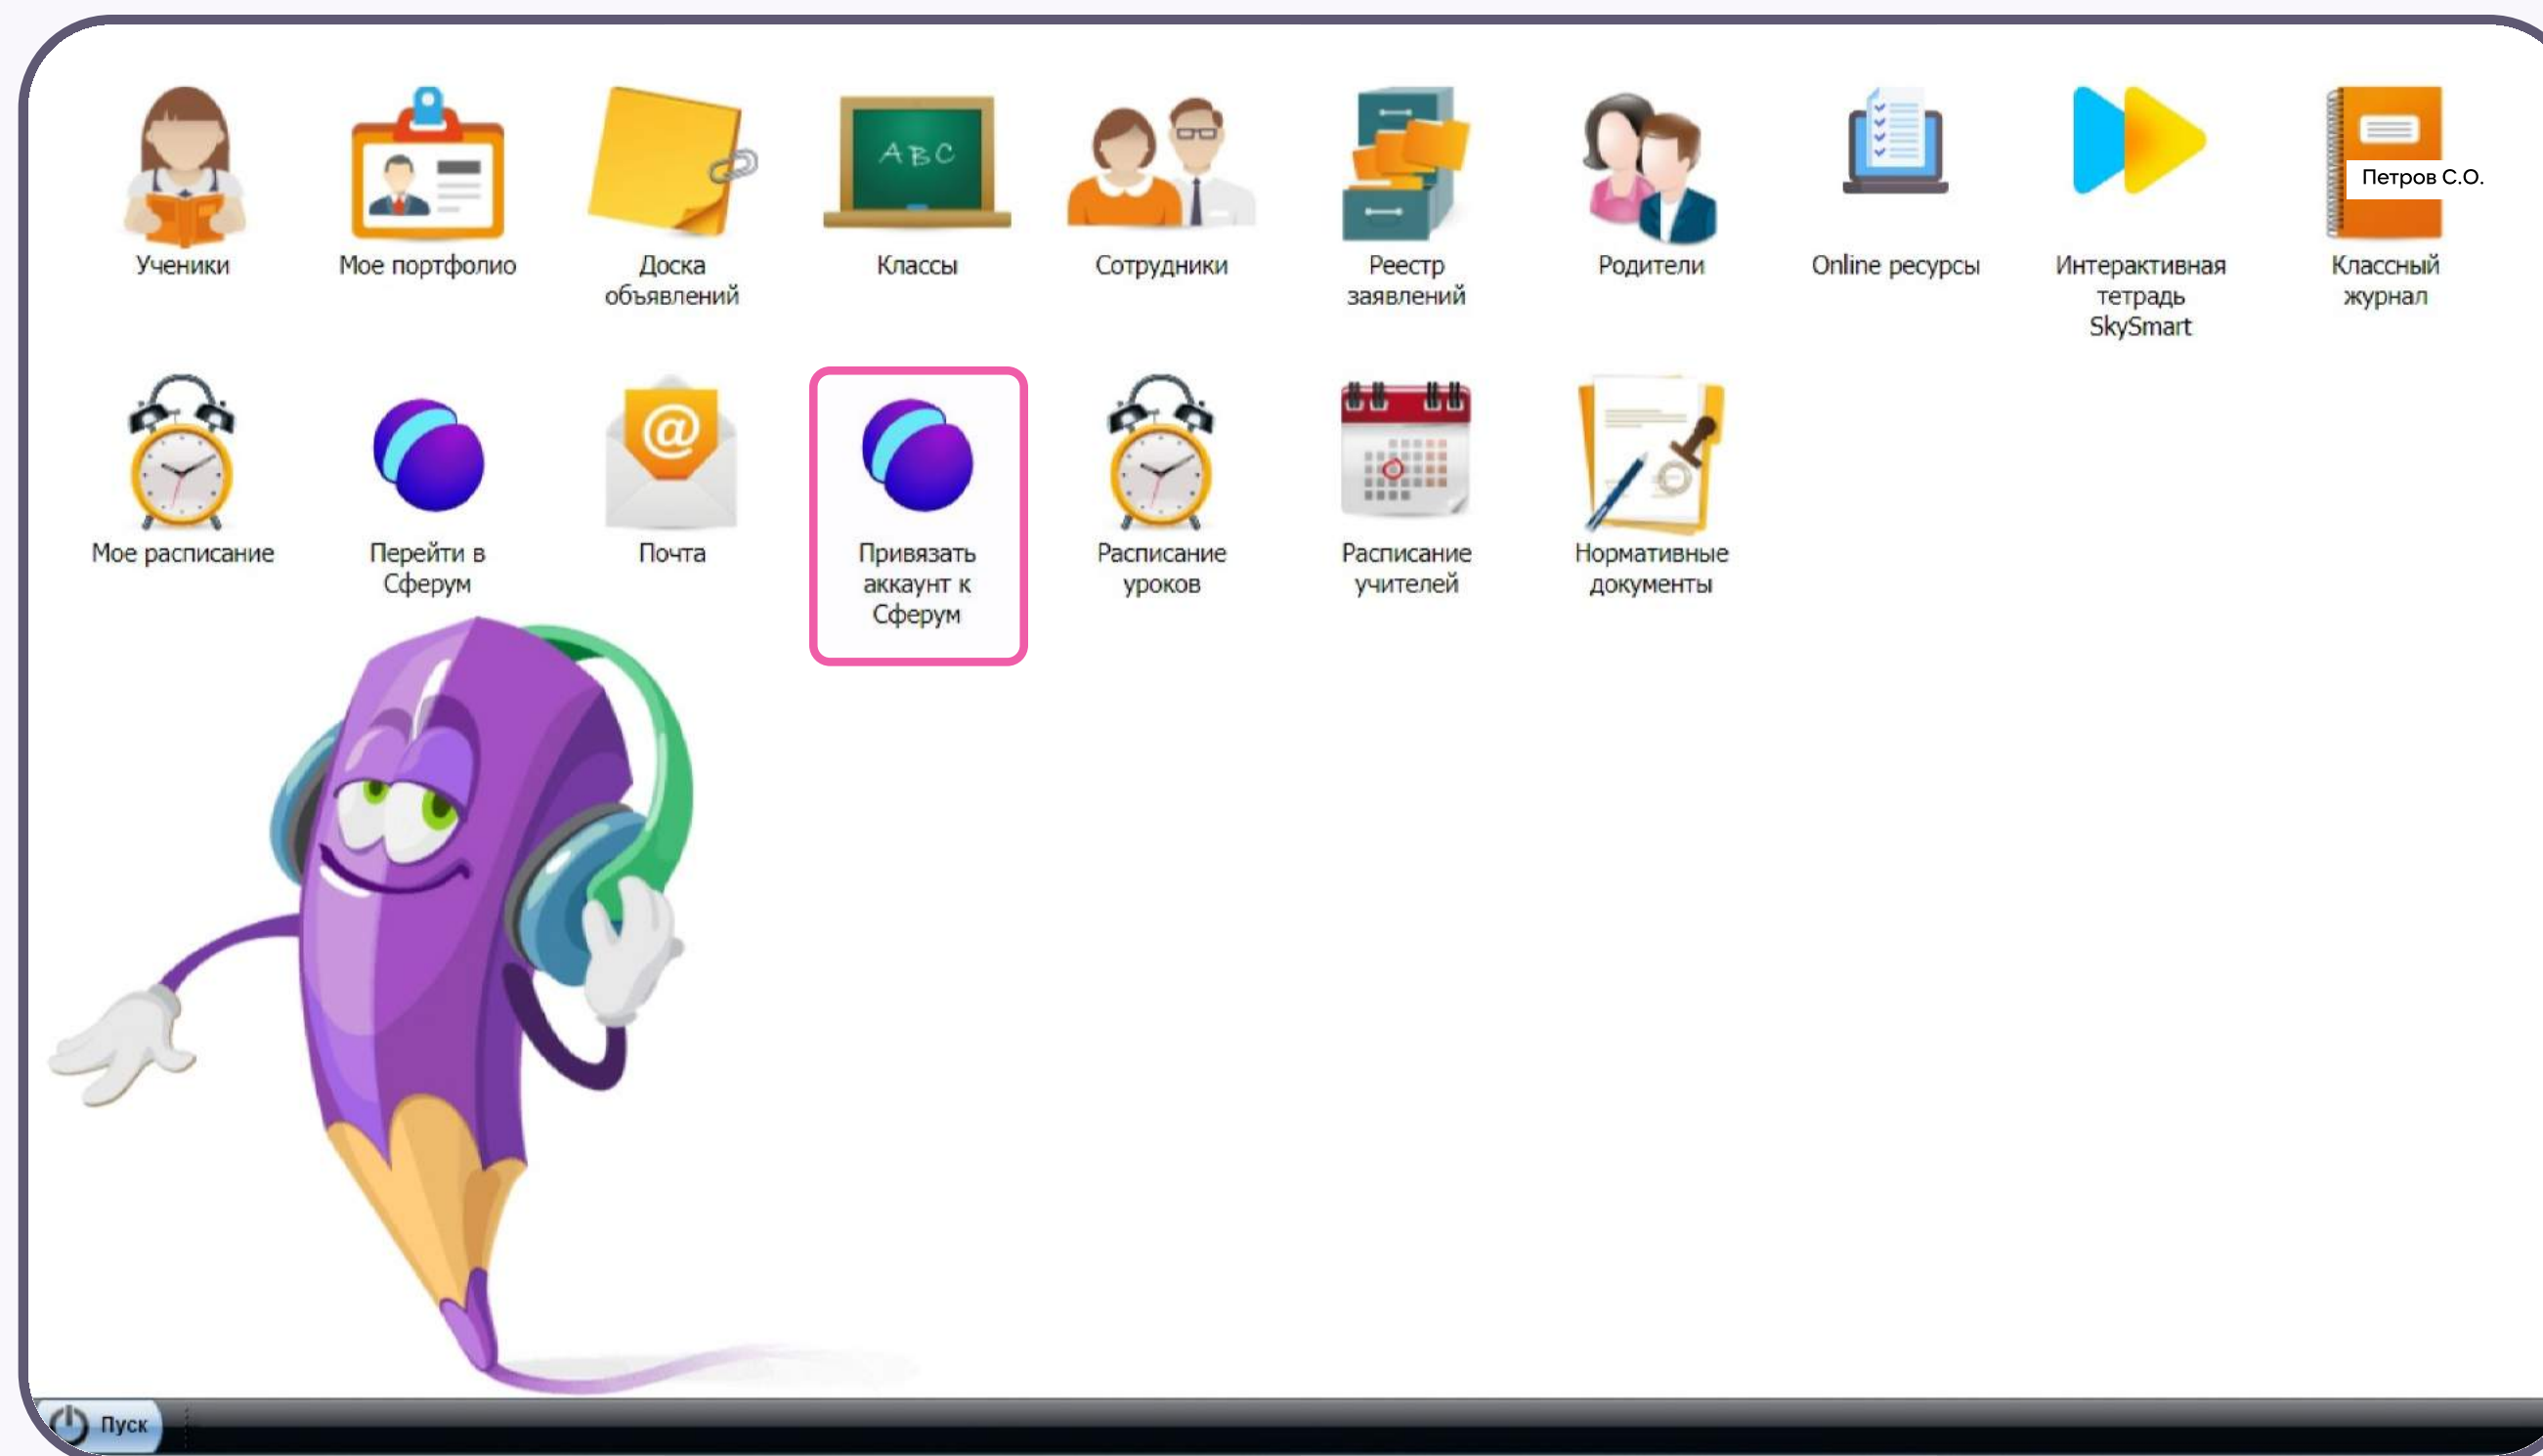 ABC
Петров С.О.
Ученики
Мое портфолио
Доска
объявлений
Классы
Сотрудники
Реестр
заявлений
Родители
Online ресурсы
Интерактивная
тетрадь
SkySmart
Классный
журнал
@
Мое расписание
Перейти в
Сферум
Почта
Привязать
аккаунт к
Сферум
Расписание
уроков
Расписание
учителей
Нормативные
документы
Пуск